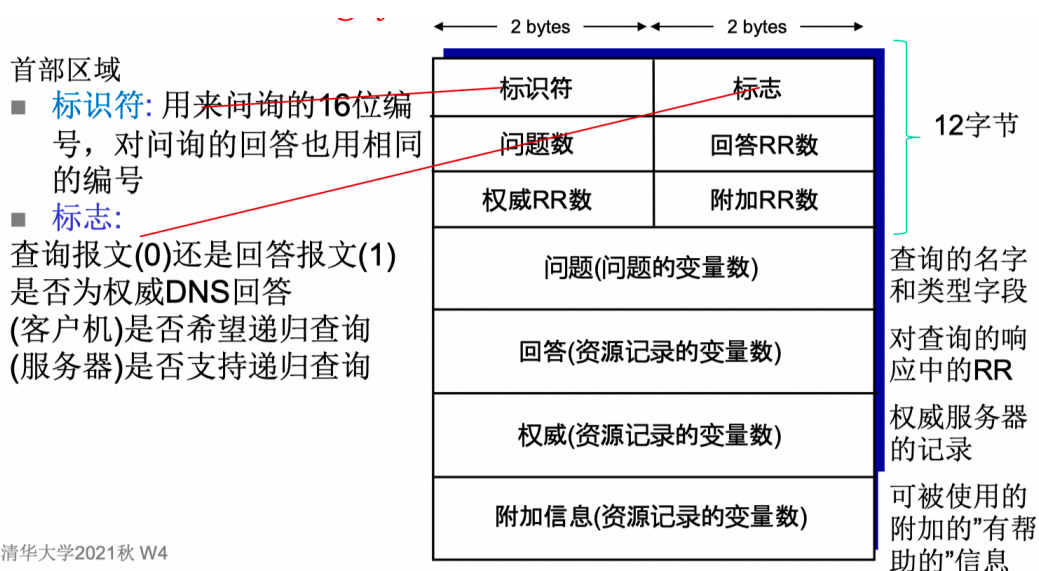 2 bytes 2 bytes
首部区域
■ 标识符: 用来问询的16位编
号，对问询的回答也用相同
的编号
■ 标志:
查询报文(0)还是回答报文(1)
是否为权威DNS回答
(客户机)是否希望递归查询
(服务器)是否支持递归查询
标识符 标志
问题数 回答RR数
权威RR数 附加RR数
问题(问题的变量数)
回答(资源记录的变量数)
权威(资源记录的变量数)
附加信息(资源记录的变量数)
12字节
查询的名字
和类型字段
对查询的响
应中的RR
权威服务器
的记录
可被使用的
附加的”有帮
助的”信息
清华大学2021秋 W4